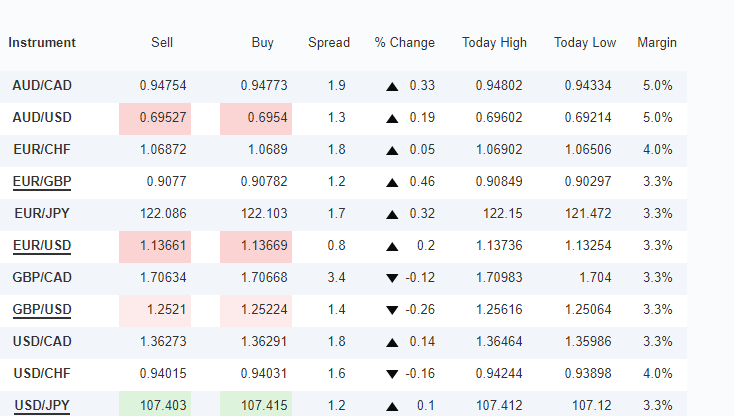 Instrument Sell Buy Spread % Change Today High Today Low Margin
AUD/CAD 0.94754 0.94773 1.9 ▲ 0.33 0.94802 0.94334 5.0%
AUD/USD 0.69527 0.6954 1.3 ▲ 0.19 0.69602 0.69214 5.0%
EUR/CHF 1.06872 1.0689 1.8 ▲ 0.05 1.06902 1.06506 4.0%
EUR/GBP 0.9077 0.90782 1.2 ▲ 0.46 0.90849 0.90297 3.3%
EUR/JPY 122.086 122.103 1.7 ▲ 0.32 122.15 121.472 3.3%
EUR/USD 1.13661 1.13669 0.8 ▲ 0.2 1.13736 1.13254 3.3%
GBP/CAD 1.70634 1.70668 3.4 ▼ -0.12 1.70983 1.704 3.3%
GBP/USD 1.2521 1.25224 1.4 ▼ -0.26 1.25616 1.25064 3.3%
USD/CAD 1.36273 1.36291 1.8 ▲ 0.14 1.36464 1.35986 3.3%
USD/CHF 0.94015 0.94031 1.6 ▼ -0.16 0.94244 0.93898 4.0%
USD/JPY 107.403 107.415 1.2 ▲ 0.1 107.412 107.12 3.3%